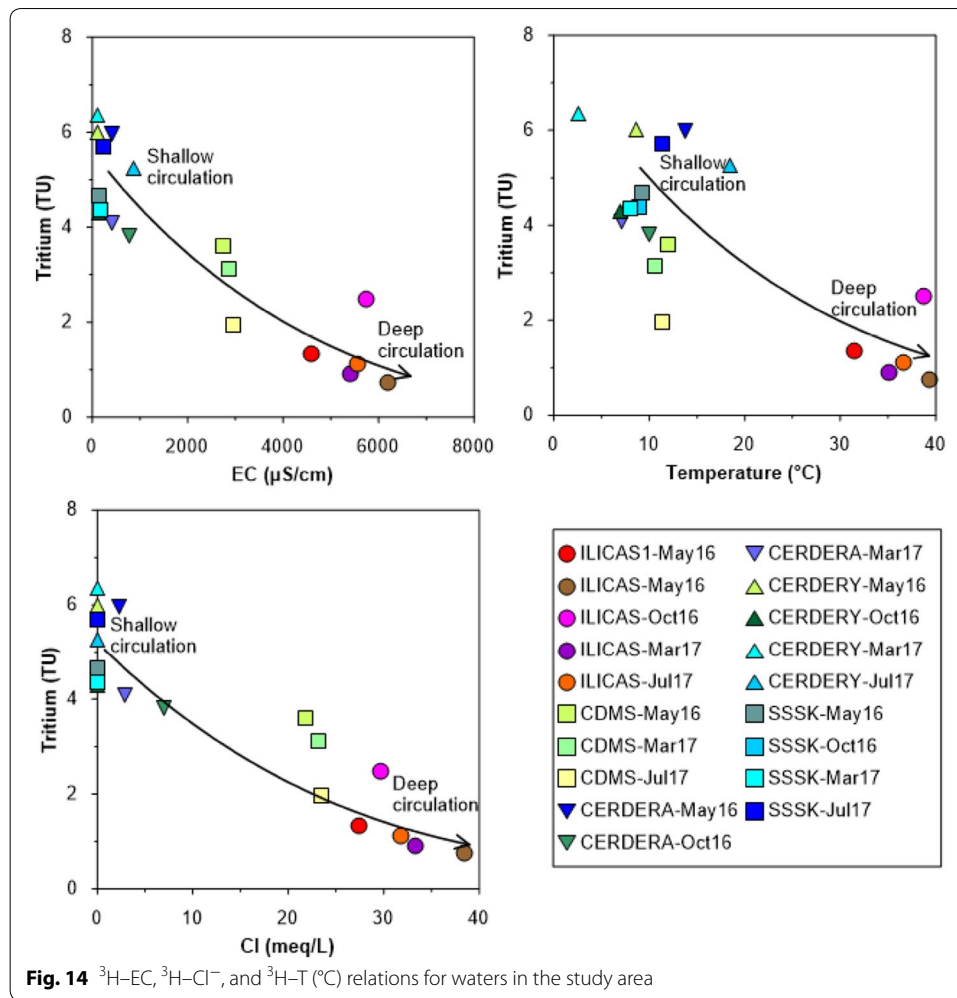 8
6
4
2
0
Tritium (TU)
Shallow
circulation
Deep
circulation
0 2000 4000 6000 8000
EC (µS/cm)
8
6
4
2
0
Tritium (TU)
Shallow
circulation
Deep
circulation
0 10 20 30 40
Temperature (°C)
8
6
4
2
0
Tritium (TU)
Shallow
circulation
Deep
circulation
0 10 20 30 40
Cl (meq/L)
ILICAS1-May16
ILICAS-May16
ILICAS-Oct16
ILICAS-Mar17
ILICAS-Jul17
CDMS-May16
CDMS-Mar17
CDMS-Jul17
CERDERA-May16
CERDERA-Oct16
CERDERA-Mar17
CERDERY-May16
CERDERY-Oct16
CERDERY-Mar17
CERDERY-Jul17
SSSK-May16
SSSK-Oct16
SSSK-Mar17
SSSK-Jul17
Fig. 14 ³H–EC, ³H–Cl⁻, and ³H–T (°C) relations for waters in the study area